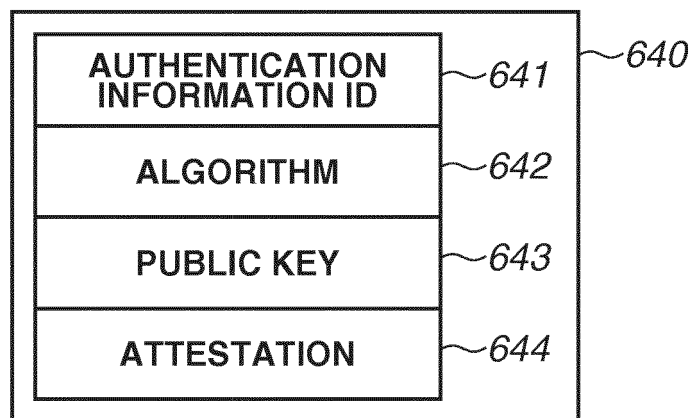 640
AUTHENTICATION
INFORMATION ID
641
ALGORITHM
642
PUBLIC KEY
643
ATTESTATION
644